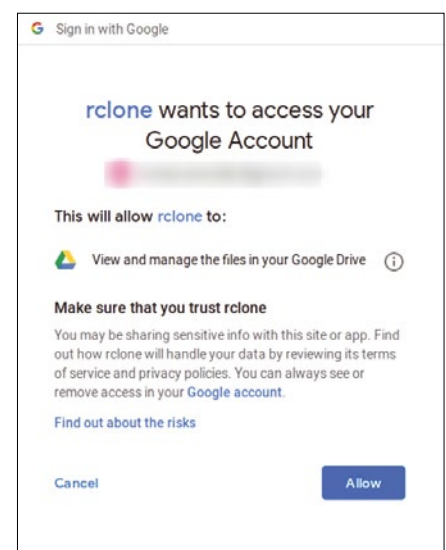 Sign in with Google
rclone wants to access your
Google Account
This will allow rclone to:
View and manage the files in your Google Drive
Make sure that you trust rclone
You may be sharing sensitive info with this site or app. Find
out how rclone will handle your data by reviewing its terms
of service and privacy policies. You can always see or
remove access in your Google account.
Find out about the risks
Cancel
Allow